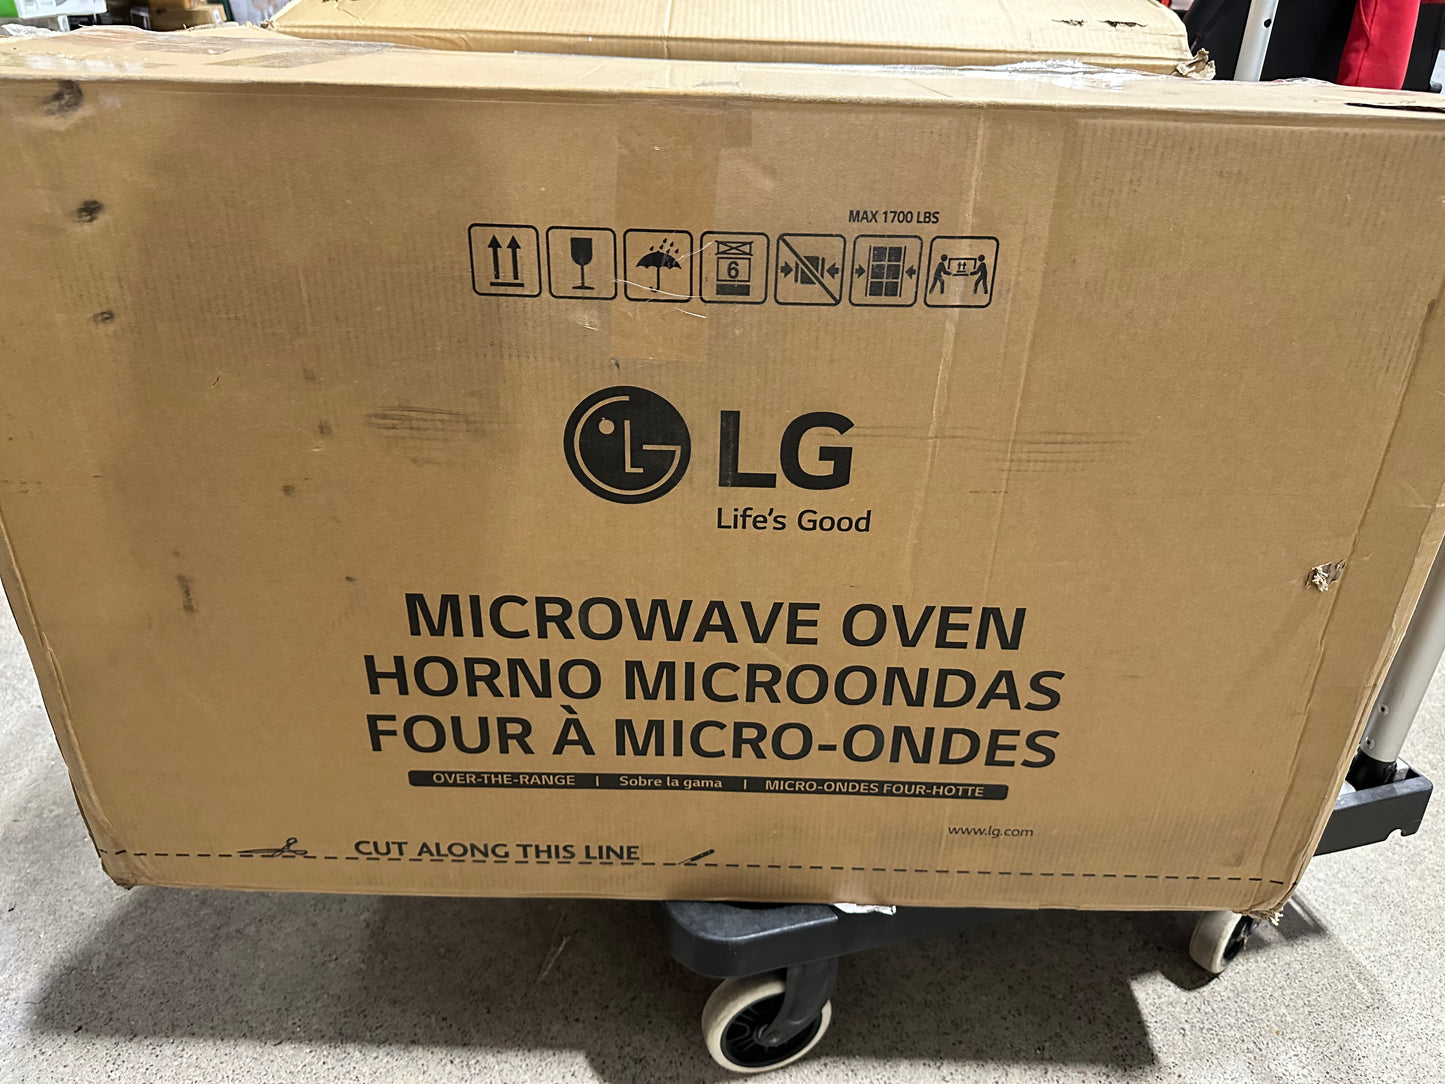 MAX 1700 LBS
6
LG
Life's Good
MICROWAVE OVEN
HORNO MICROONDAS
FOUR À MICRO-ONDES
OVER-THE-RANGE | Sobre la gama | MICRO-ONDES FOUR-HOTTE
www.lg.com
CUT ALONG THIS LINE